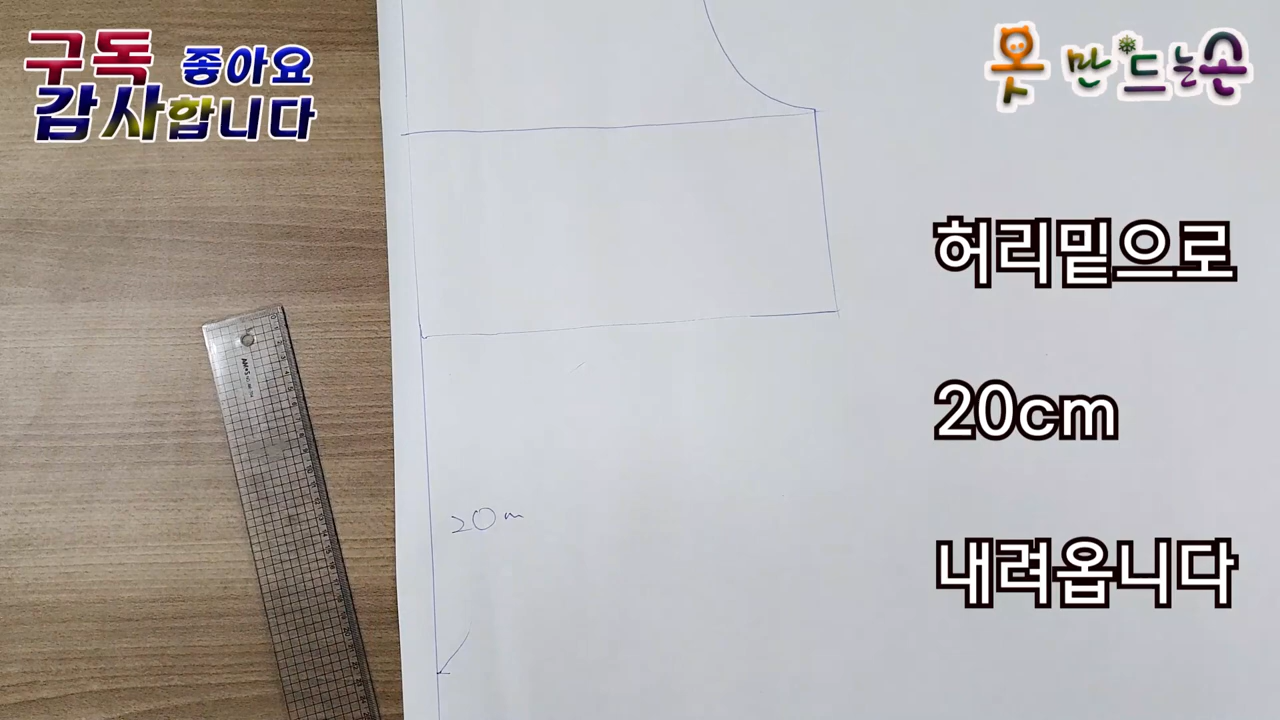 구독 좋아요
감사합니다
옷 만드는손
허리밑으로
20cm
내려옵니다
20m